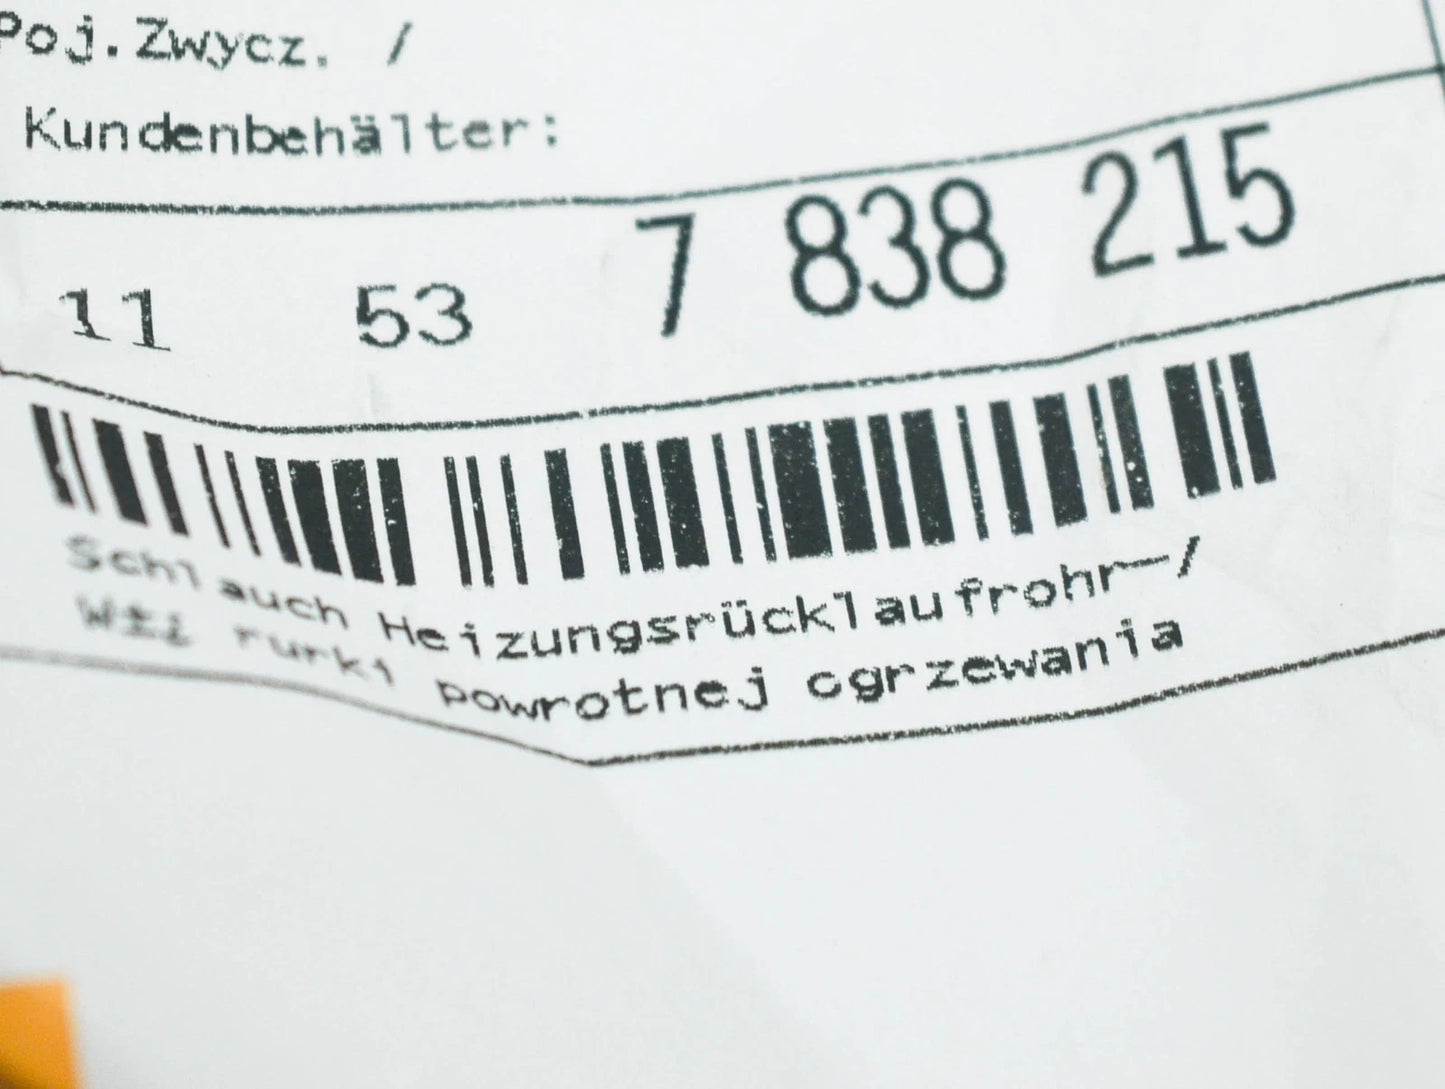 Poj.Zwycz. /
Kundenbehälter:
11 53 7 838 215
Schlauch Heizungsrücklaufrohr-/
rurki powrotnej ogrzewania